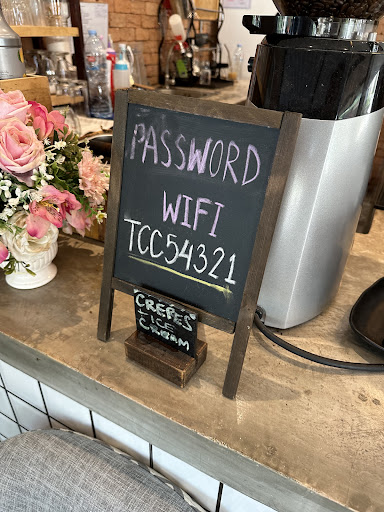 PASSWORD
WIFI
TCC54321
CREPES
+ ICE
CREAM